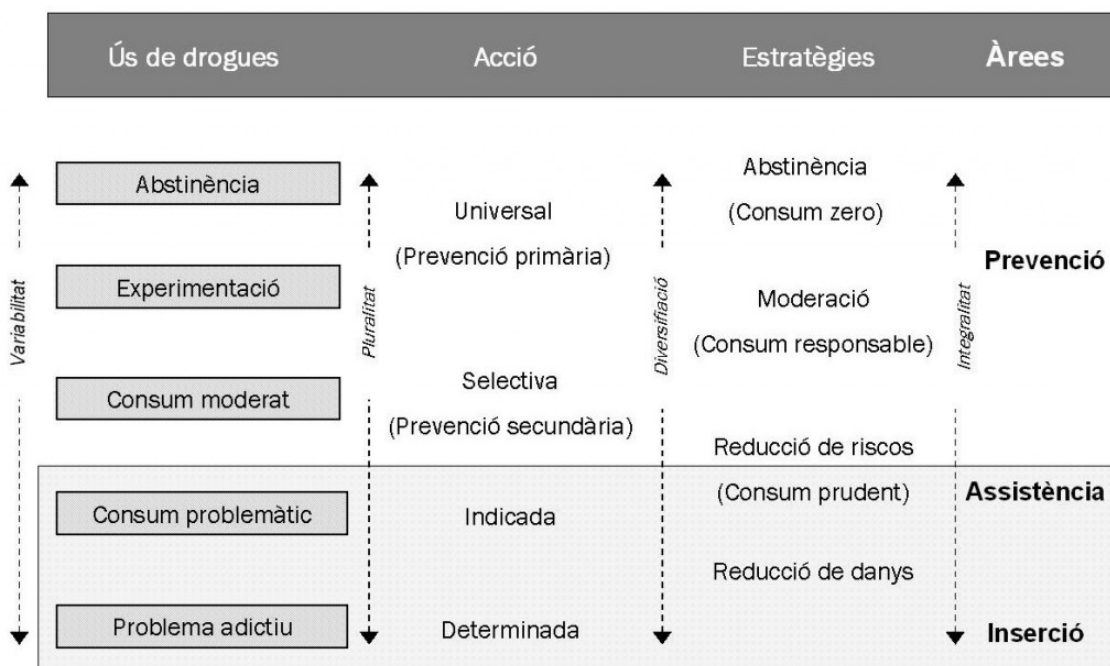 Ús de drogues
Acció
Estratègies
Àrees
Variabilitat
Abstinència
Experimentació
Consum moderat
Consum problemàtic
Problema adictiu
Pluralitat
Universal
(Prevenció primària)
Selectiva
(Prevenció secundària)
Indicada
Determinada
Diversifiació
Abstinència
(Consum zero)
Moderació
(Consum responsable)
Reducció de riscos
(Consum prudent)
Reducció de danys
Integralitat
Prevenció
Assistència
Inserció